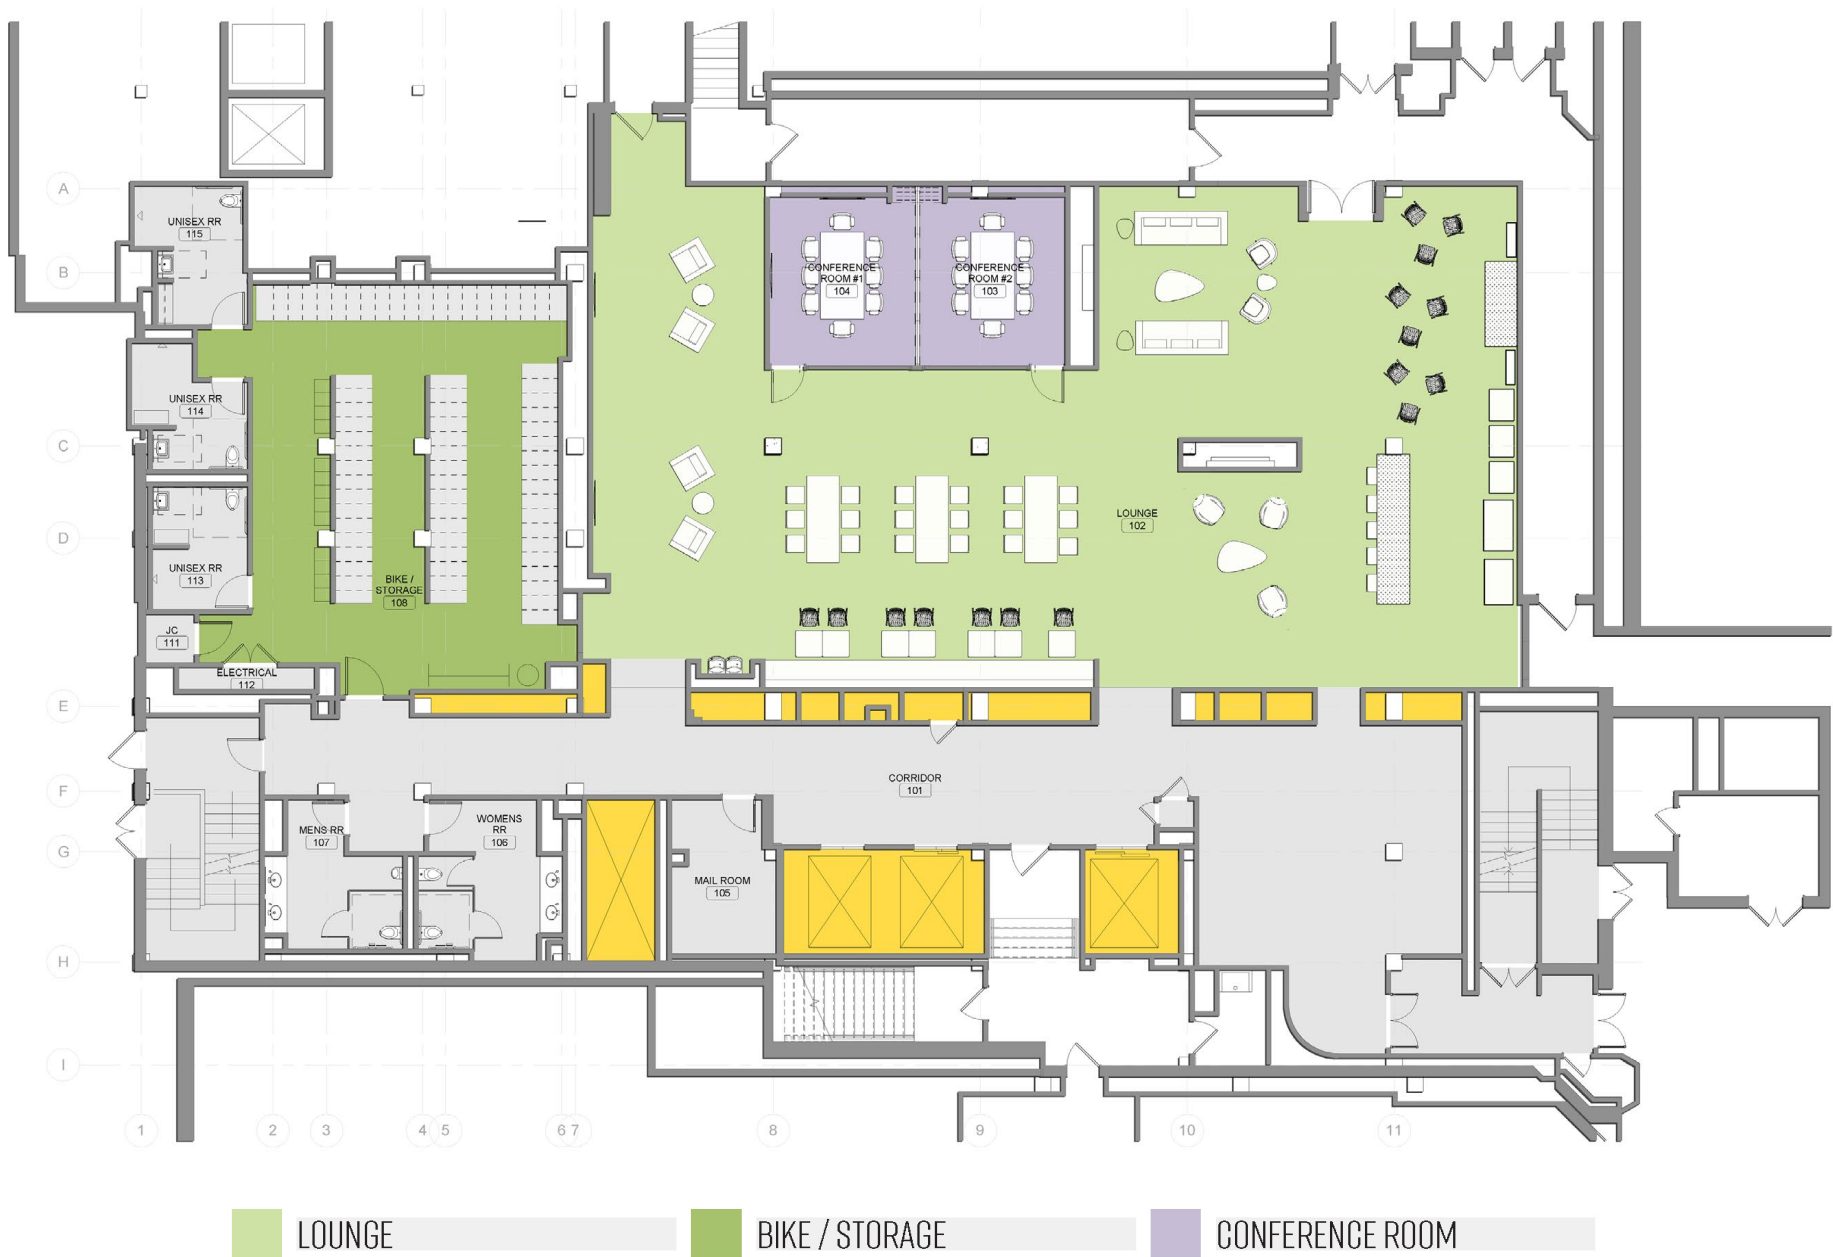 A
UNISEX RR
115
B
CONFERENCE
ROOM #1
104
CONFERENCE
ROOM #2
103
UNISEX RR
114
C
LOUNGE
102
D
UNISEX RR
113
BIKE /
STORAGE
108
JC
111
ELECTRICAL
112
E
CORRIDOR
101
F
MENS RR
107
WOMENS
RR
106
G
MAIL ROOM
105
H
I
1
2
3
4
5
6
7
8
9
10
11
LOUNGE
BIKE / STORAGE
CONFERENCE ROOM